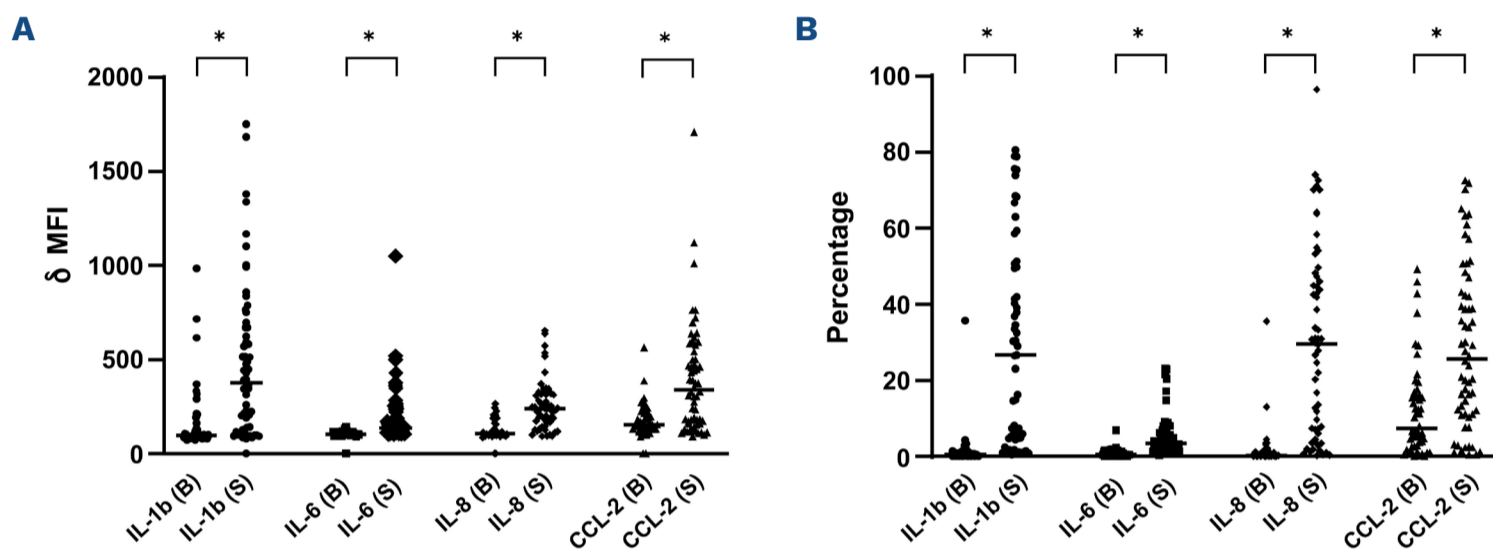 A
* * * *
2000
1500
1000
500
0
δ MFI
IL-1b (B)
IL-1b (S)
IL-6 (B)
IL-6 (S)
IL-8 (B)
IL-8 (S)
CCL-2 (B)
CCL-2 (S)
B
* * * *
100
80
60
40
20
0
Percentage
IL-1b (B)
IL-1b (S)
IL-6 (B)
IL-6 (S)
IL-8 (B)
IL-8 (S)
CCL-2 (B)
CCL-2 (S)